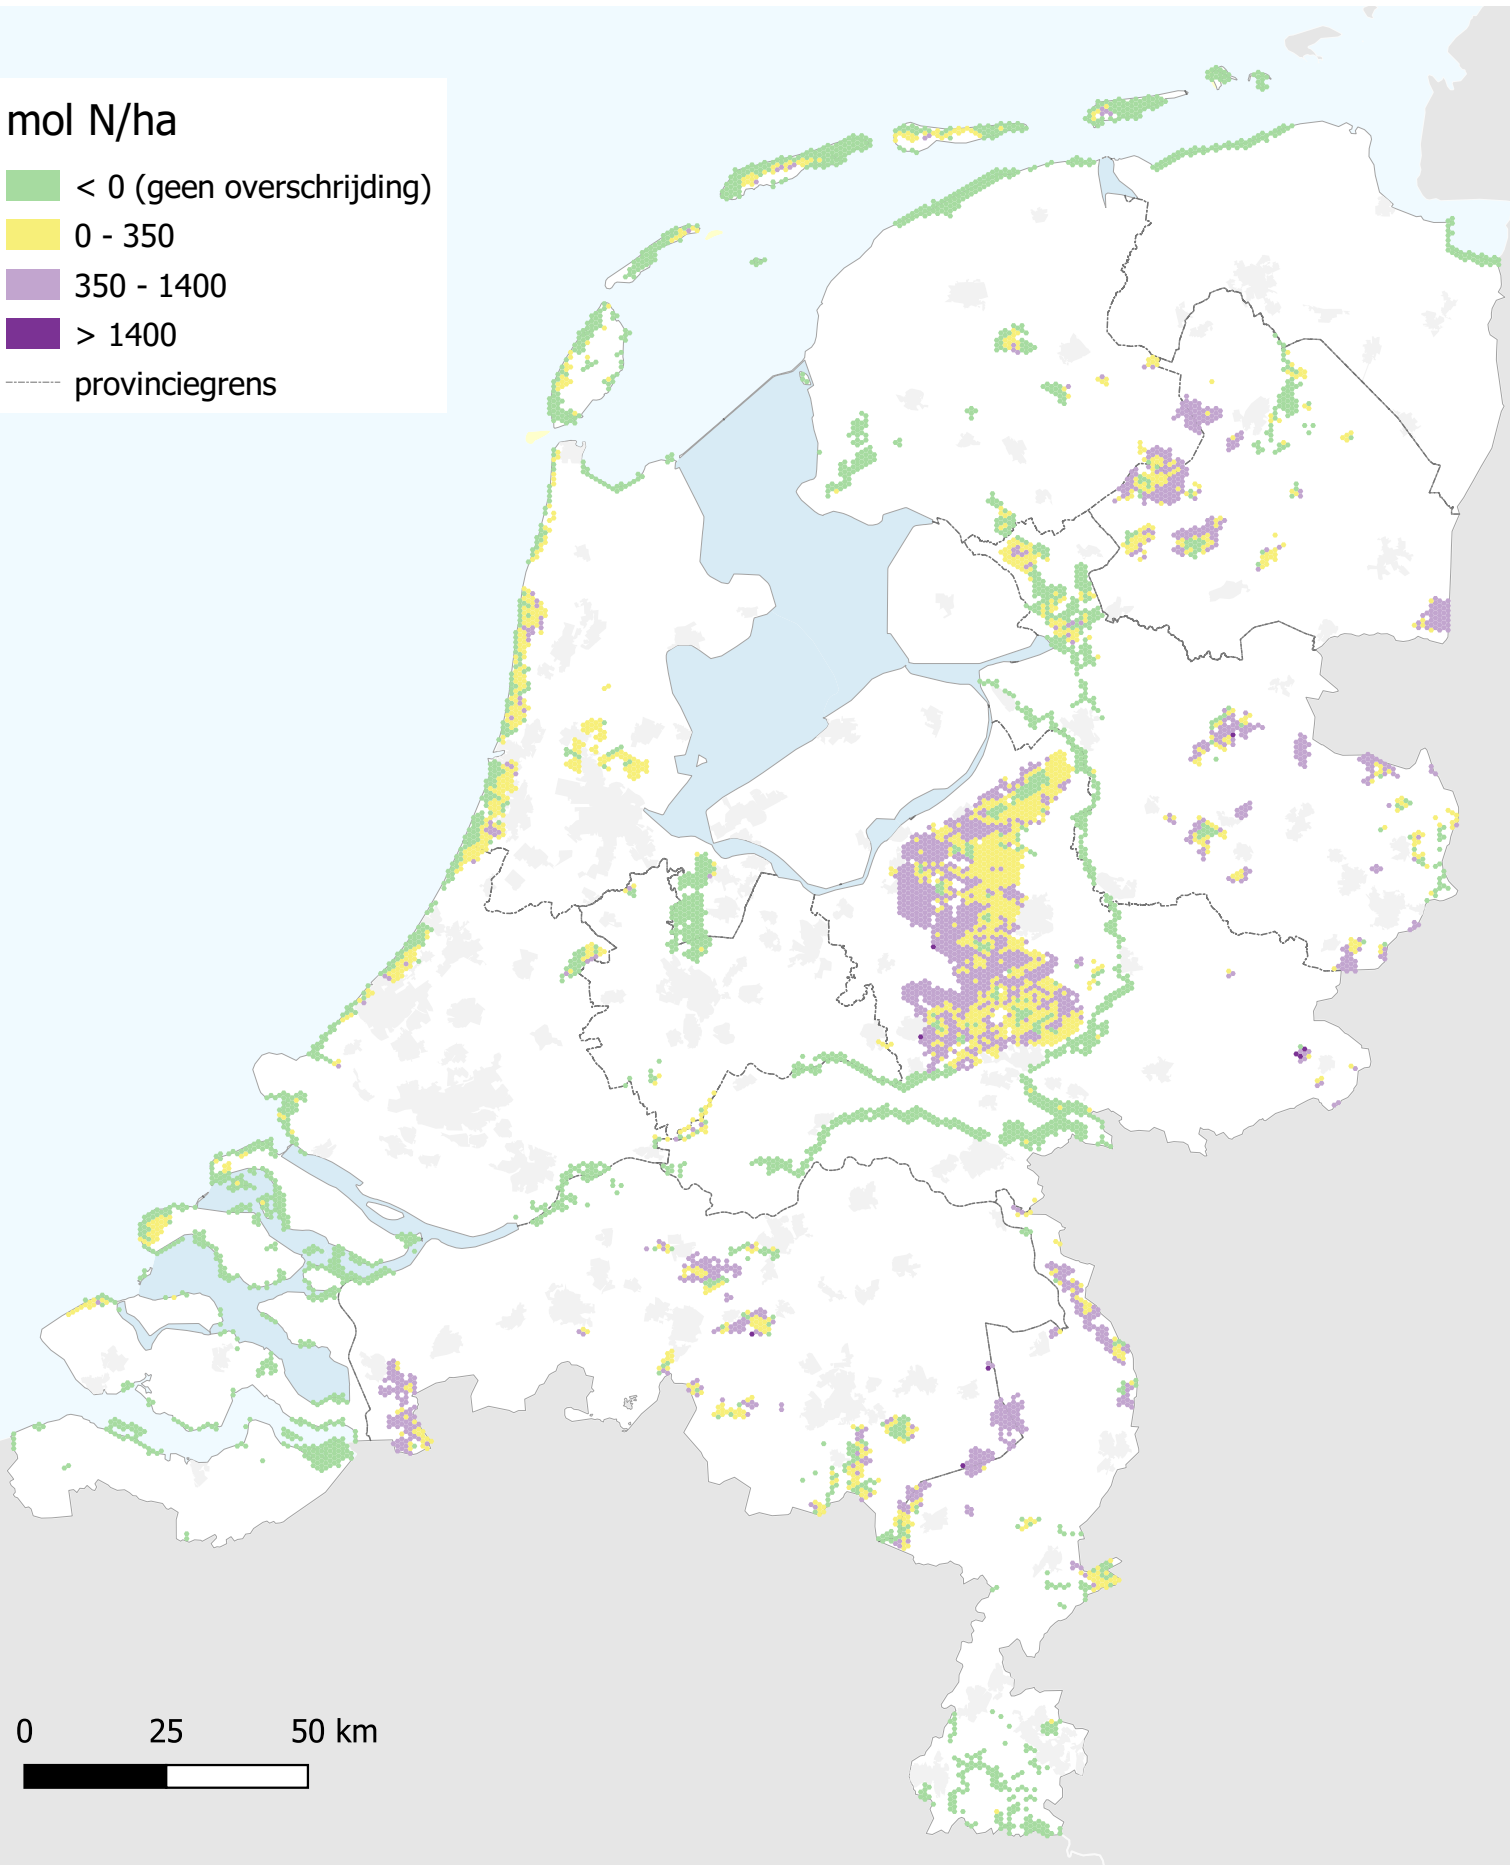 mol N/ha
< 0 (geen overschrijding)
0 - 350
350 - 1400
> 1400
provinciegrens
0 25 50 km